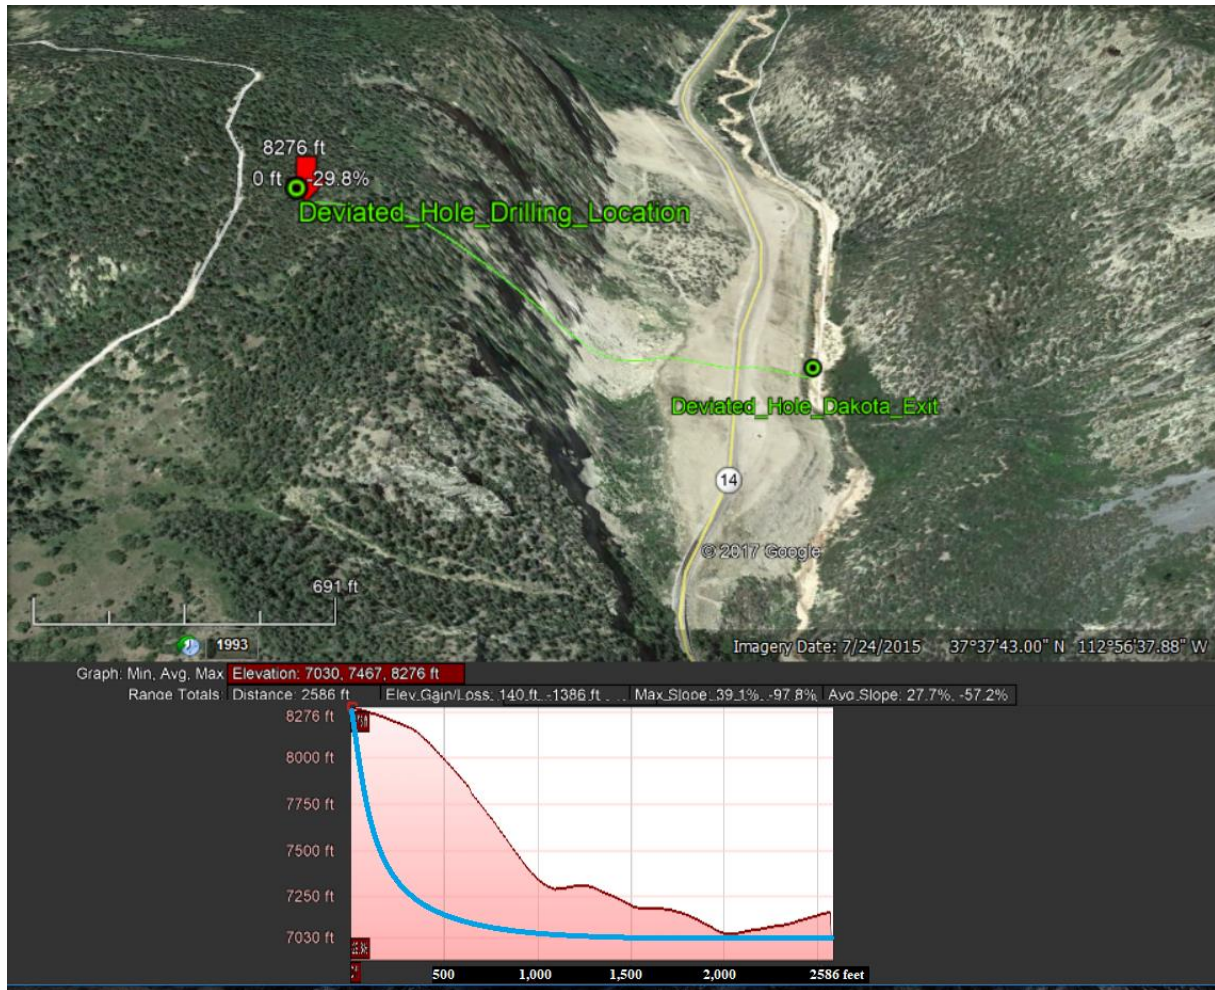 8276 ft
0 ft -29.8%
Deviated_Hole_Drilling_Location
Deviated_Hole_Dakota_Exit
14
© 2017 Google
691 ft
1993
Imagery Date: 7/24/2015 37°37'43.00" N 112°56'37.88" W
Graph: Min, Avg, Max Elevation: 7030, 7467, 8276 ft
Range Totals: Distance: 2586 ft Elev Gain/Loss: 140 ft, -1386 ft Max Slope: 39.1%, -97.8% Avg Slope: 27.7%, -57.2%
8276 ft
8000 ft
7750 ft
7500 ft
7250 ft
7030 ft
500 1,000 1,500 2,000 2586 feet